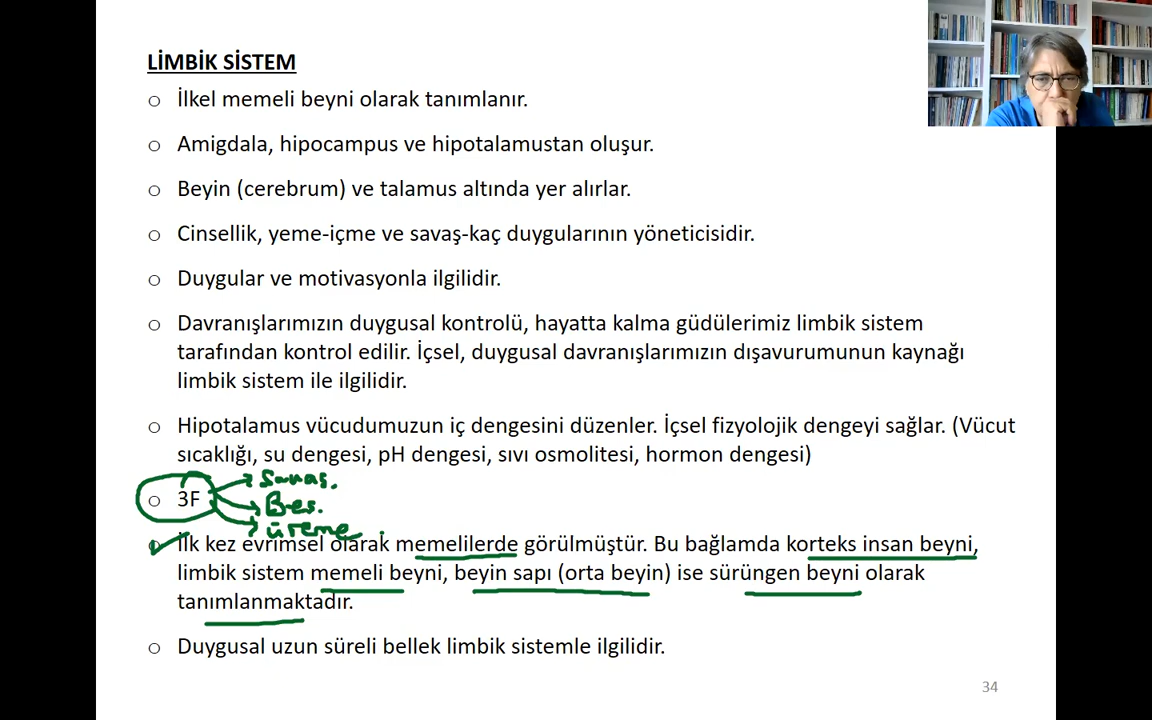 LİMBİK SİSTEM
o İlkel memeli beyni olarak tanımlanır.
o Amigdala, hipocampus ve hipotalamustan oluşur.
o Beyin (cerebrum) ve talamus altında yer alırlar.
o Cinsellik, yeme-içme ve savaş-kaç duygularının yöneticisidir.
o Duygular ve motivasyonla ilgilidir.
o Davranışlarımızın duygusal kontrolü, hayatta kalma güdülerimiz limbik sistem
tarafından kontrol edilir. İçsel, duygusal davranışlarımızın dışavurumunun kaynağı
limbik sistem ile ilgilidir.
o Hipotalamus vücudumuzun iç dengesini düzenler. İçsel fizyolojik dengeyi sağlar. (Vücut
sıcaklığı, su dengesi, pH dengesi, sıvı osmolitesi, hormon dengesi)
Savaş.
o 3F
Bes.
üreme
o İlk kez evrimsel olarak memelilerde görülmüştür. Bu bağlamda korteks insan beyni,
limbik sistem memeli beyni, beyin sapı (orta beyin) ise sürüngen beyni olarak
tanımlanmaktadır.
o Duygusal uzun süreli bellek limbik sistemle ilgilidir.
34